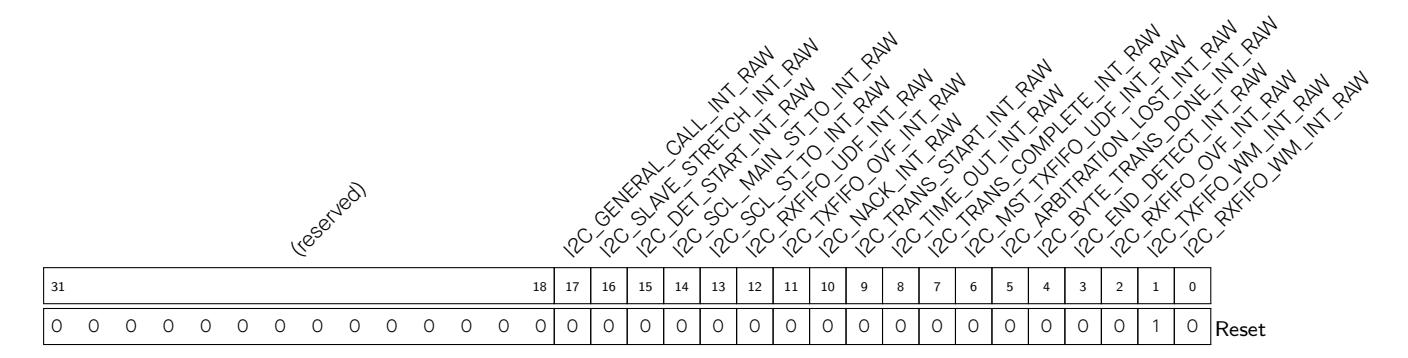 (reserved)
I2C_GENERAL_CALL_INT_RAW
I2C_SLAVE_STRETCH_INT_RAW
I2C_DET_START_INT_RAW
I2C_SCL_MAIN_ST_TO_INT_RAW
I2C_SCL_ST_TO_INT_RAW
I2C_RXFIFO_UDF_INT_RAW
I2C_TXFIFO_OVF_INT_RAW
I2C_NACK_INT_RAW
I2C_TRANS_START_INT_RAW
I2C_TIME_OUT_INT_RAW
I2C_TRANS_COMPLETE_INT_RAW
I2C_MST_TXFIFO_UDF_INT_RAW
I2C_ARBITRATION_LOST_INT_RAW
I2C_BYTE_TRANS_DONE_INT_RAW
I2C_END_DETECT_INT_RAW
I2C_RXFIFO_OVF_INT_RAW
I2C_TXFIFO_WM_INT_RAW
I2C_RXFIFO_WM_INT_RAW
31 18 17 16 15 14 13 12 11 10 9 8 7 6 5 4 3 2 1 0
0 0 0 0 0 0 0 0 0 0 0 0 0 0 0 0 0 0 0 0 0 0 0 0 0 0 0 0 0 0 1 0 Reset